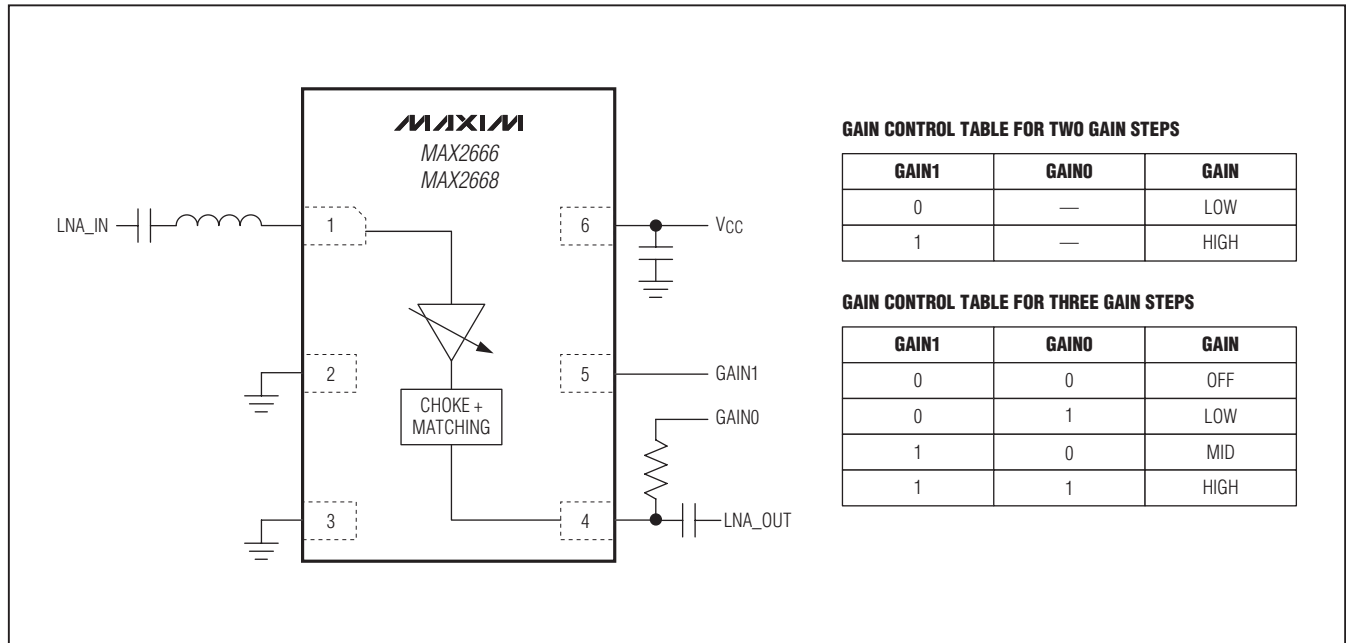 MAXIM
MAX2666
MAX2668
LNA_IN
1
2
3
6
5
4
CHOKE +
MATCHING
VCC
GAIN1
GAIN0
LNA_OUT
GAIN CONTROL TABLE FOR TWO GAIN STEPS
GAIN1 GAIN0 GAIN
0 — LOW
1 — HIGH
GAIN CONTROL TABLE FOR THREE GAIN STEPS
GAIN1 GAIN0 GAIN
0 0 OFF
0 1 LOW
1 0 MID
1 1 HIGH